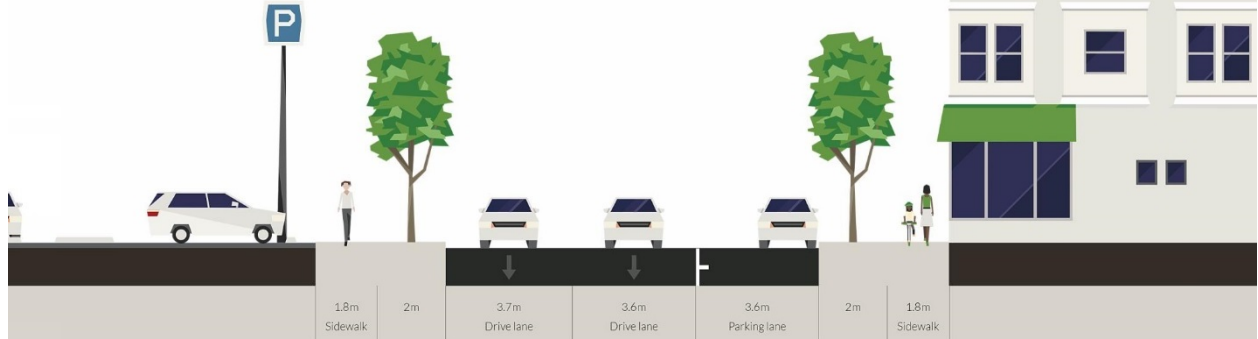 P
1.8m
Sidewalk
2m
3.7m
Drive lane
3.6m
Drive lane
3.6m
Parking lane
2m
1.8m
Sidewalk